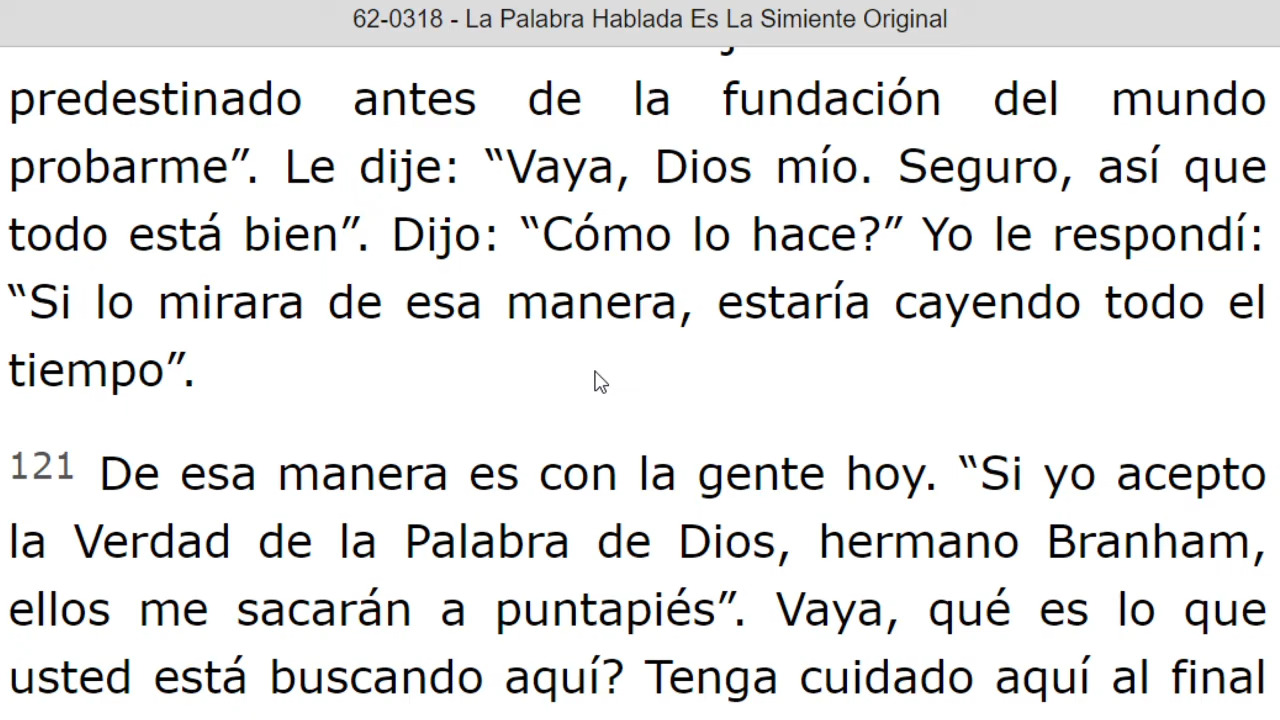 62-0318 - La Palabra Hablada Es La Simiente Original
predestinado antes de la fundación del mundo
probarme”. Le dije: “Vaya, Dios mío. Seguro, así que
todo está bien”. Dijo: “Cómo lo hace?” Yo le respondí:
“Si lo mirara de esa manera, estaría cayendo todo el
tiempo”.
121 De esa manera es con la gente hoy. “Si yo acepto
la Verdad de la Palabra de Dios, hermano Branham,
ellos me sacarán a puntapiés”. Vaya, qué es lo que
usted está buscando aquí? Tenga cuidado aquí al final